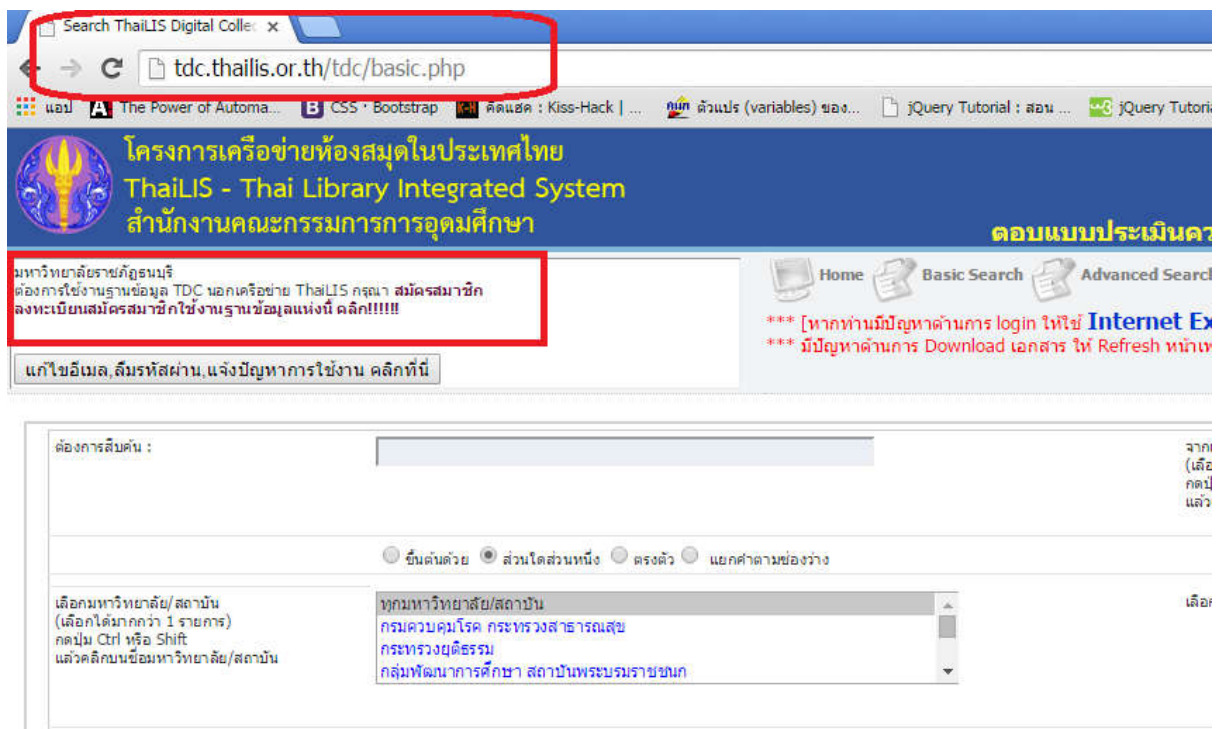 Search ThaiLIS Digital Collec
tdc.thailis.or.th/tdc/basic.php
แอป The Power of Automa... CSS · Bootstrap คิดแฮค : Kiss-Hack | ... ตัวแปร (variables) ของ... jQuery Tutorial : สอน ... jQuery Tutoria
โครงการเครือข่ายห้องสมุดในประเทศไทย
ThaiLIS - Thai Library Integrated System
สำนักงานคณะกรรมการการอุดมศึกษา
ตอบแบบประเมินคว
มหาวิทยาลัยราชภัฏธนบุรี
ต้องการใช้งานฐานข้อมูล TDC นอกเครือข่าย ThaiLIS กรุณา สมัครสมาชิก
ลงทะเบียนสมัครสมาชิกใช้งานฐานข้อมูลแห่งนี้ คลิก!!!!!!
แก้ไขอีเมล,ลืมรหัสผ่าน,แจ้งปัญหาการใช้งาน คลิกที่นี่
Home Basic Search Advanced Search
*** [หากท่านมีปัญหาด้านการ login ให้ใช้ Internet Ex
*** มีปัญหาด้านการ Download เอกสาร ให้ Refresh หน้าเพ
ต้องการสืบค้น :
จาก
(เลือ
กดปุ่
แล้ว
ขึ้นต้นด้วย ส่วนใดส่วนหนึ่ง ตรงตัว แยกคำตามช่องว่าง
เลือกมหาวิทยาลัย/สถาบัน
(เลือกได้มากกว่า 1 รายการ)
กดปุ่ม Ctrl หรือ Shift
แล้วคลิกบนชื่อมหาวิทยาลัย/สถาบัน
ทุกมหาวิทยาลัย/สถาบัน
กรมควบคุมโรค กระทรวงสาธารณสุข
กระทรวงยุติธรรม
กลุ่มพัฒนาการศึกษา สถาบันพระบรมราชชนก
เลือก